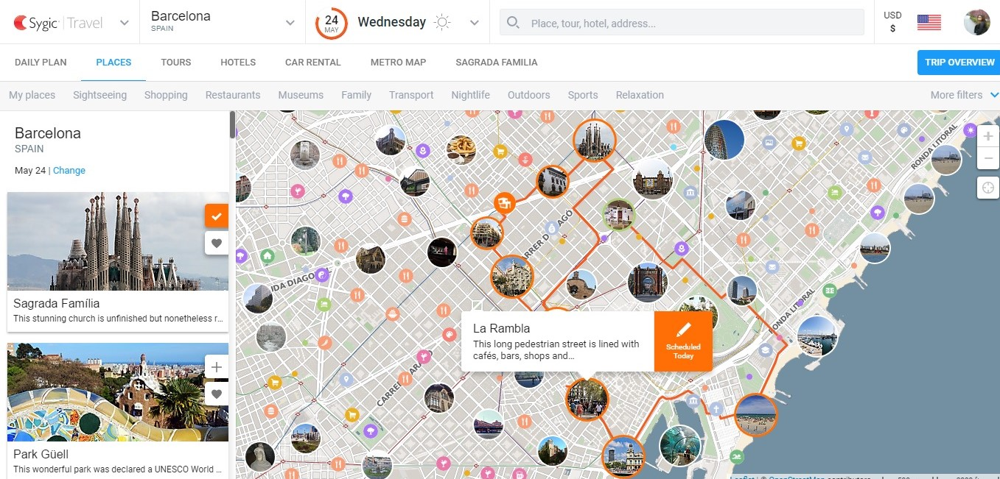 Sygic | Travel
Barcelona
SPAIN
24
MAY
Wednesday
Place, tour, hotel, address...
USD
$
DAILY PLAN
PLACES
TOURS
HOTELS
CAR RENTAL
METRO MAP
SAGRADA FAMILIA
TRIP OVERVIEW
My places
Sightseeing
Shopping
Restaurants
Museums
Family
Transport
Nightlife
Outdoors
Sports
Relaxation
More filters
Barcelona
SPAIN
May 24 | Change
Sagrada Família
This stunning church is unfinished but nonetheless r...
Park Güell
This wonderful park was declared a UNESCO World ...
RONDA LITORAL
CARRER D'ARAGÓ
IDA DIAGO
RONDA LITORAL
La Rambla
This long pedestrian street is lined with
cafés, bars, shops and...
Scheduled
Today
Leaflet | © OpenStreetMap contributors